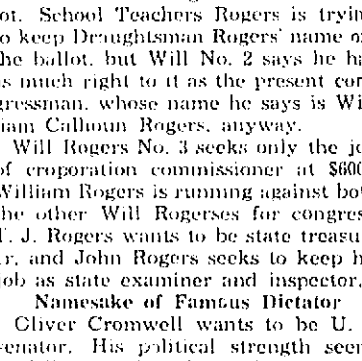 ot. School Teachers Rogers is tryin
o keep Draughtsman Rogers' name o
he ballot, but Will No. 2 says he ha
s much right to it as the present con
gressman, whose name he says is Wi
iam Calhoun Rogers, anyway.
Will Rogers No. 3 seeks only the jo
of croporation commissioner at $600
William Rogers is running against bo
he other Will Rogerses for congres
T. J. Rogers wants to be state treasu
r, and John Rogers seeks to keep h
ob as state examiner and inspector.
Namesake of Famous Dictator
Oliver Cromwell wants to be U.
enator. His political strength see